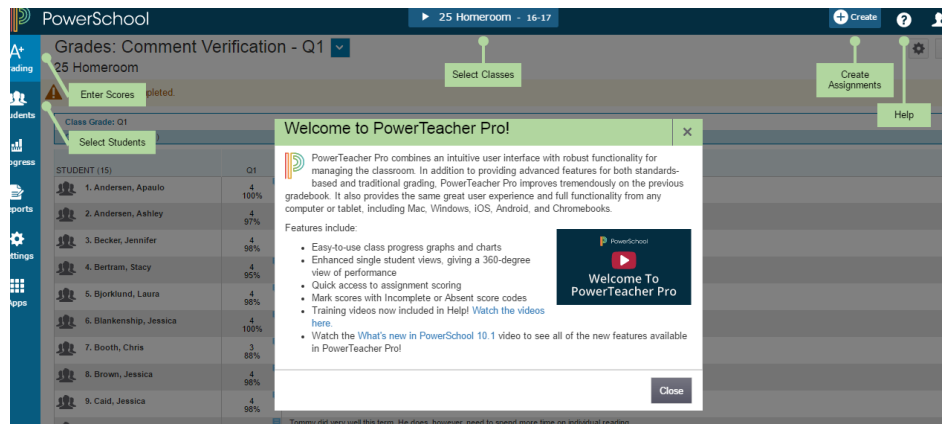 PowerSchool
25 Homeroom - 16-17
Create
?
A+
ading
Grades: Comment Verification - Q1
25 Homeroom
Select Classes
Create
Assignments
Help
Enter Scores
pleted.
udents
Class Grade: Q1
Select Students
ogress
STUDENT (15) Q1
1. Andersen, Apaulo 4
100%
eports
2. Andersen, Ashley 4
97%
3. Becker, Jennifer 4
98%
ttings
4. Bertram, Stacy 4
95%
Apps
5. Bjorklund, Laura 4
98%
6. Blankenship, Jessica 4
100%
7. Booth, Chris 3
88%
8. Brown, Jessica 4
98%
9. Caid, Jessica 4
98%
Welcome to PowerTeacher Pro! ×
PowerTeacher Pro combines an intuitive user interface with robust functionality for
managing the classroom. In addition to providing advanced features for both standards-
based and traditional grading, PowerTeacher Pro improves tremendously on the previous
gradebook. It also provides the same great user experience and full functionality from any
computer or tablet, including Mac, Windows, iOS, Android, and Chromebooks.
Features include:
• Easy-to-use class progress graphs and charts
• Enhanced single student views, giving a 360-degree
view of performance
• Quick access to assignment scoring
• Mark scores with Incomplete or Absent score codes
• Training videos now included in Help! Watch the videos
here.
• Watch the What's new in PowerSchool 10.1 video to see all of the new features available
in PowerTeacher Pro!
PowerSchool
Welcome To
PowerTeacher Pro
Close
Tommy did very well this term. He does, however, need to spend more time on individual reading